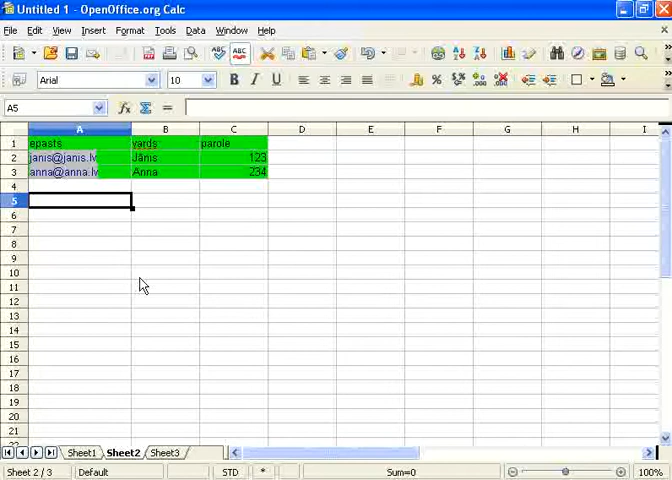 Untitled 1 - OpenOffice.org Calc
File Edit View Insert Format Tools Data Window Help
ABC ABC
Arial 10 B I U
A5
A B C D E F G H I
1 epasts vards parole
2 janis@janis.lv Jānis 123
3 anna@anna.lv Anna 234
4
5
6
7
8
9
10
11
12
13
14
15
16
17
18
19
20
21
22
Sheet1 Sheet2 Sheet3
Sheet 2 / 3 Default STD * Sum=0 100%